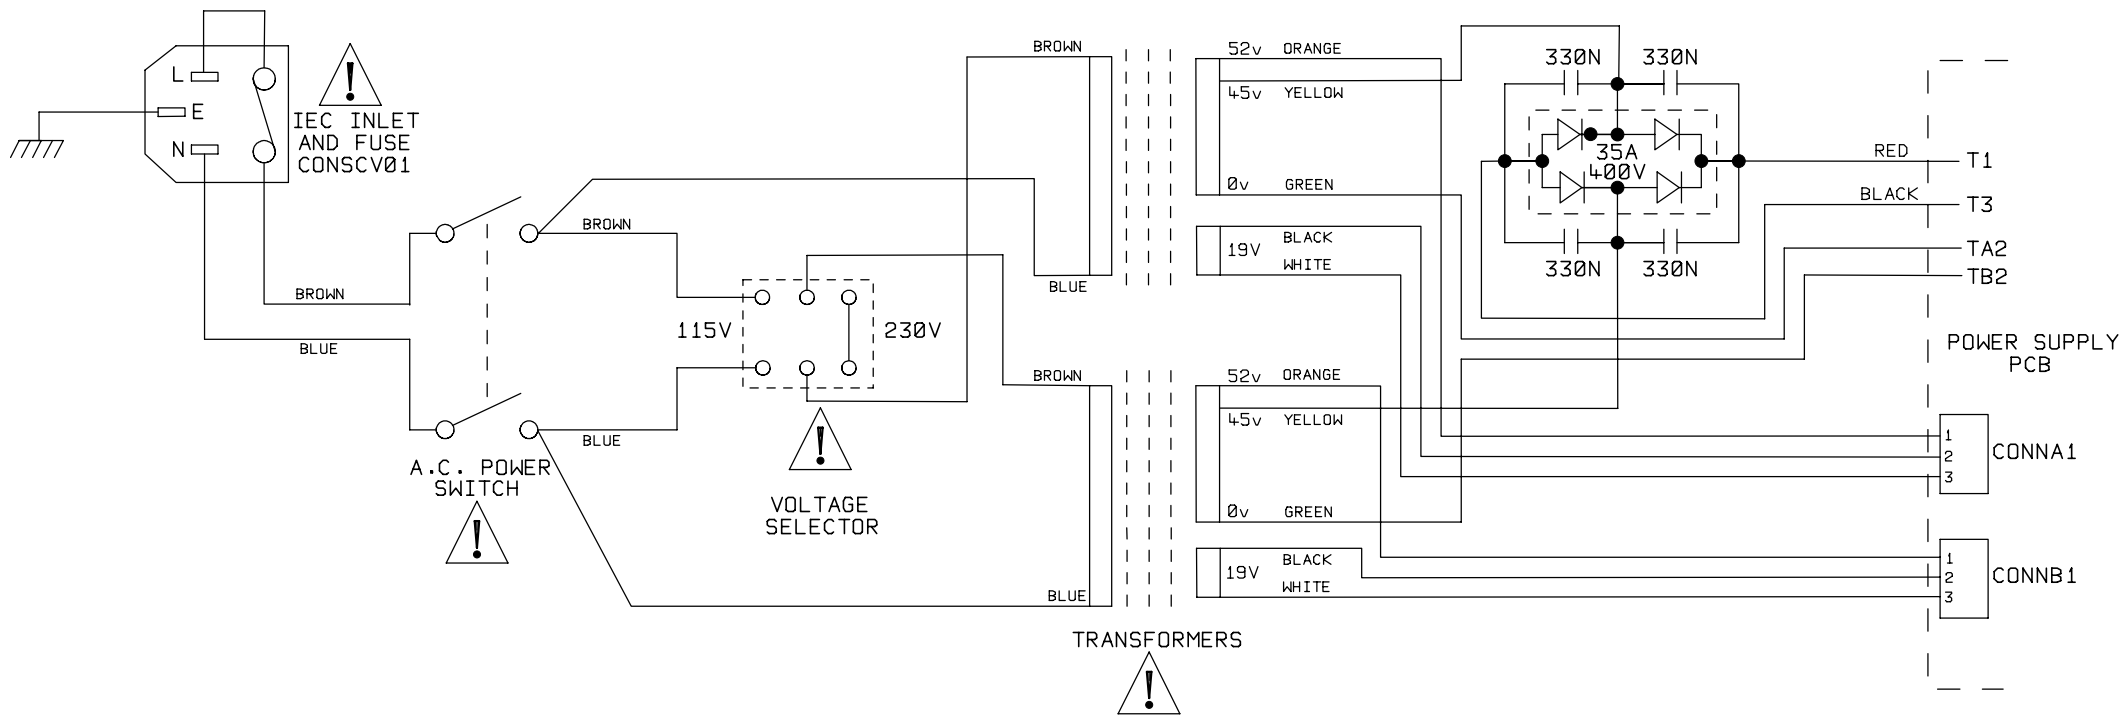 L
E
N
IEC INLET
AND FUSE
CONSCVØ1
BROWN
BLUE
BROWN
BLUE
A.C. POWER
SWITCH
115V
230V
VOLTAGE
SELECTOR
BROWN
BLUE
BROWN
BLUE
TRANSFORMERS
52v ORANGE
45v YELLOW
0v GREEN
19V
BLACK
WHITE
52v ORANGE
45v YELLOW
0v GREEN
19V
BLACK
WHITE
330N 330N
35A
400V
330N 330N
RED
T1
BLACK
T3
TA2
TB2
POWER SUPPLY
PCB
1
2
3
CONNA1
1
2
3
CONNB1